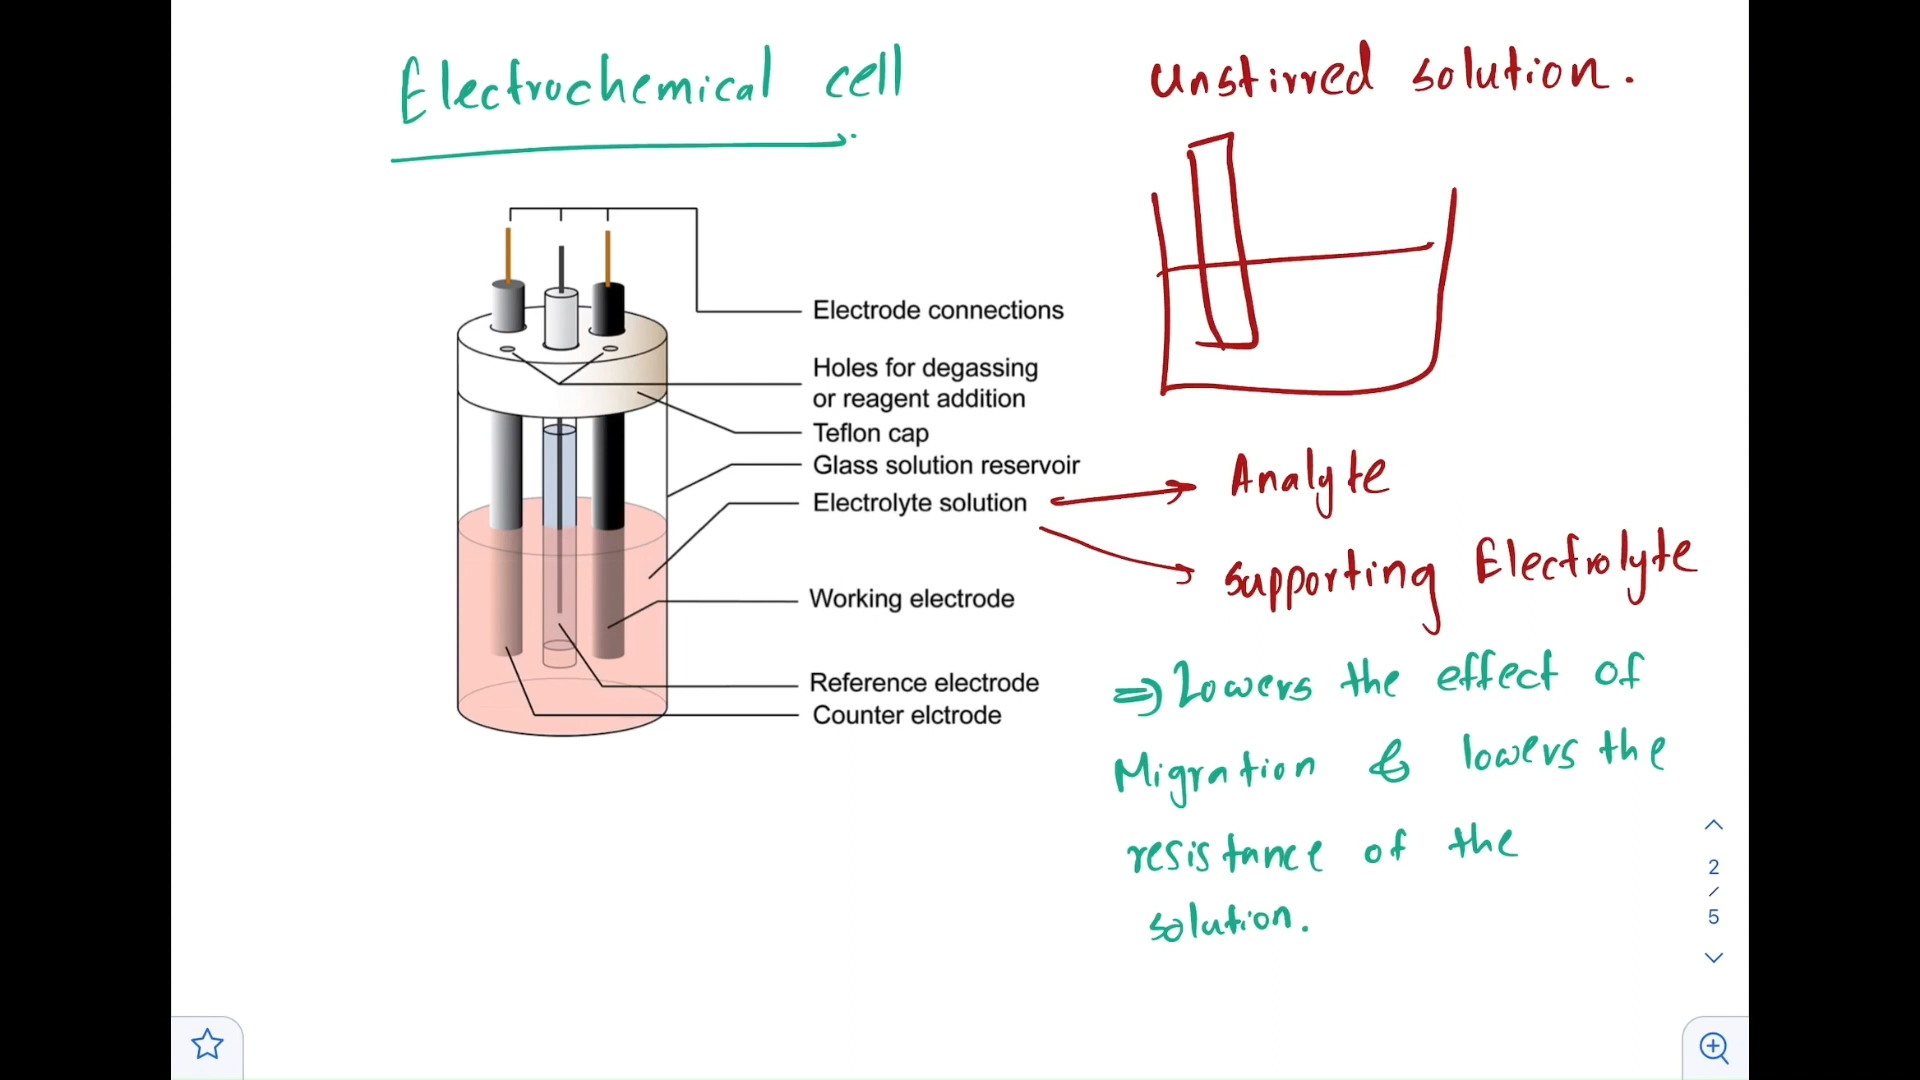 Electrochemical cell
Unstirred solution.
Electrode connections
Holes for degassing
or reagent addition
Teflon cap
Glass solution reservoir
Electrolyte solution
Working electrode
Reference electrode
Counter elctrode
Analyte
Supporting Electrolyte
⇒ Lowers the effect of
Migration & lowers the
resistance of the
solution.
2
/
5